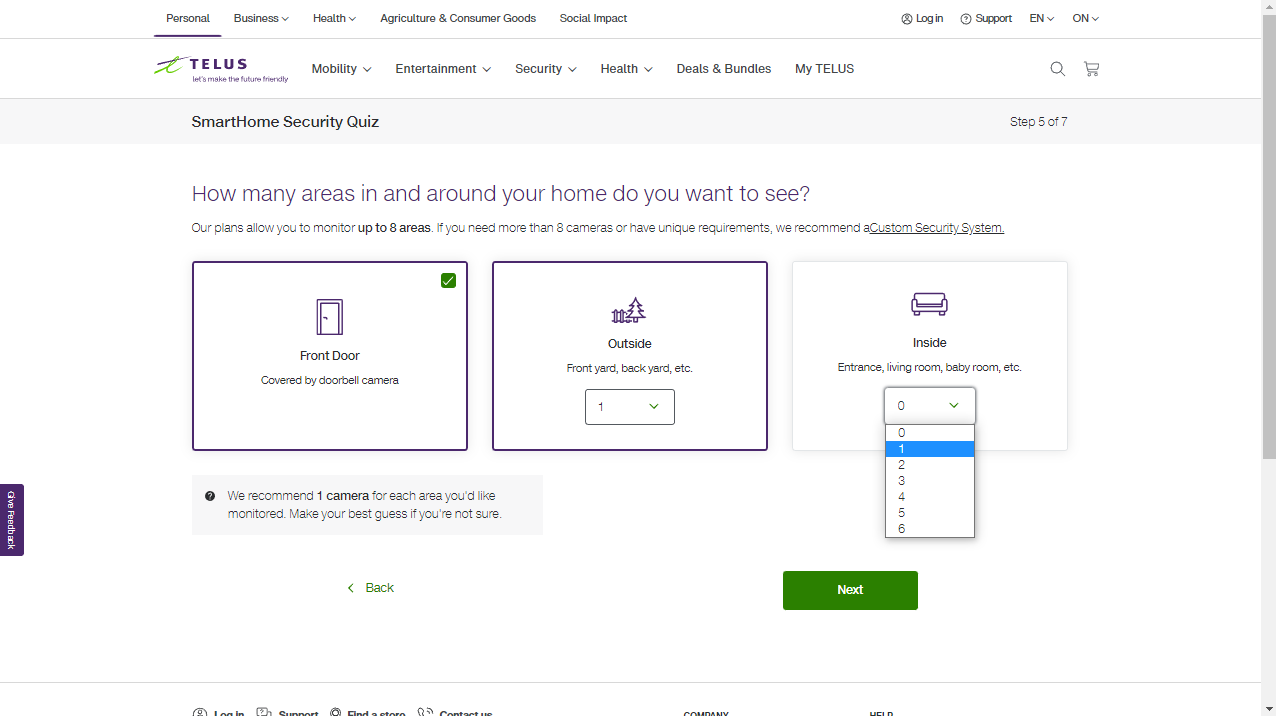 Personal Business Health Agriculture & Consumer Goods Social Impact Log in Support EN ON
TELUS
let's make the future friendly
Mobility Entertainment Security Health Deals & Bundles My TELUS
SmartHome Security Quiz Step 5 of 7
How many areas in and around your home do you want to see?
Our plans allow you to monitor up to 8 areas. If you need more than 8 cameras or have unique requirements, we recommend aCustom Security System.
Front Door
Covered by doorbell camera
Outside
Front yard, back yard, etc.
1
Inside
Entrance, living room, baby room, etc.
0
0
1
2
3
4
5
6
We recommend 1 camera for each area you'd like
monitored. Make your best guess if you're not sure.
Give Feedback
Back
Next
Log in Support Find a store Contact us COMPANY HELP